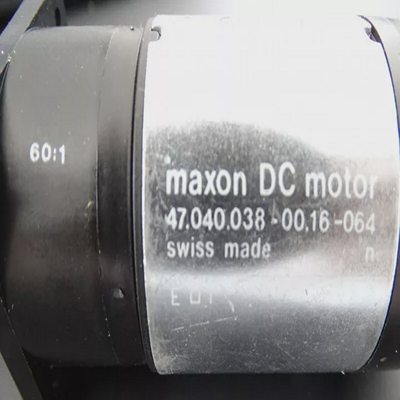 60:1
maxon DC motor
47.040.038-00.16-064
swiss made n